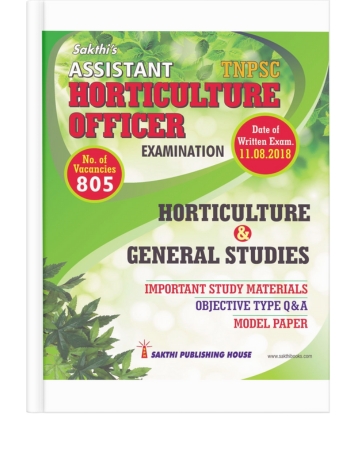 Sakthi's
ASSISTANT TNPSC
HORTICULTURE
OFFICER
EXAMINATION
Date of
Written Exam.
11.08.2018
No. of
Vacancies
805
HORTICULTURE
&
GENERAL STUDIES
IMPORTANT STUDY MATERIALS
OBJECTIVE TYPE Q&A
MODEL PAPER
SAKTHI PUBLISHING HOUSE www.sakthibooks.com